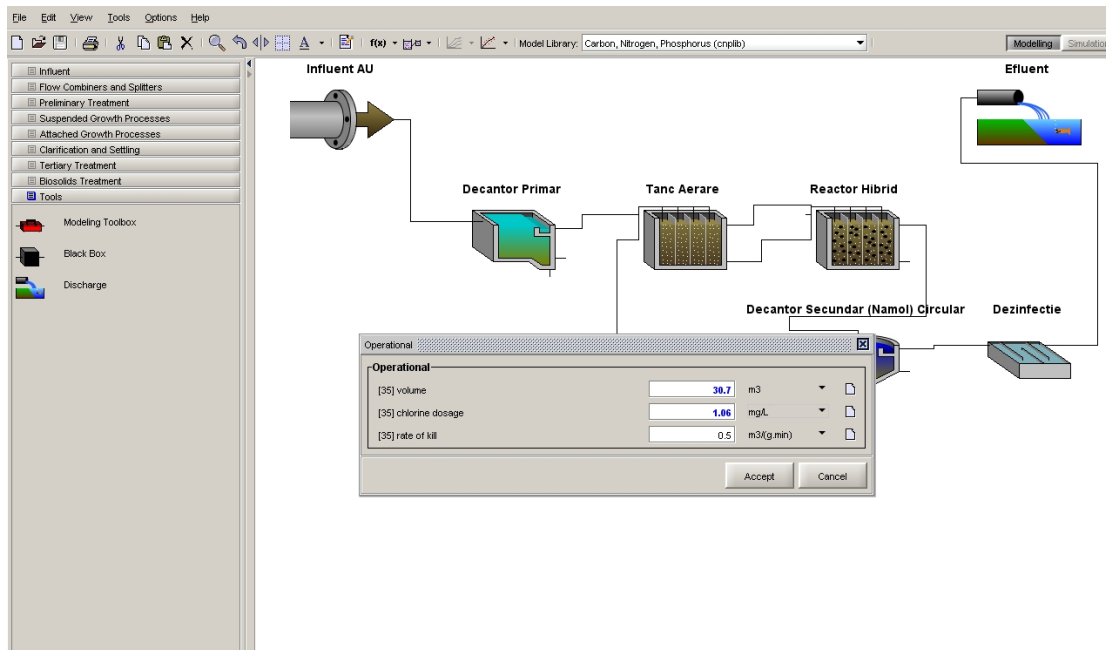 File Edit View Tools Options Help
A f(x) Model Library: Carbon, Nitrogen, Phosphorus (cnplib) Modelling Simulation
Influent
Flow Combiners and Splitters
Preliminary Treatment
Suspended Growth Processes
Attached Growth Processes
Clarification and Settling
Tertiary Treatment
Biosolids Treatment
Tools
Modeling Toolbox
Black Box
Discharge
Influent AU
Efluent
Decantor Primar
Tanc Aerare
Reactor Hibrid
Decantor Secundar (Namol) Circular
Dezinfectie
Operational
Operational
[35] volume 30.7 m3
[35] chlorine dosage 1.06 mg/L
[35] rate of kill 0.5 m3/(g.min)
Accept Cancel